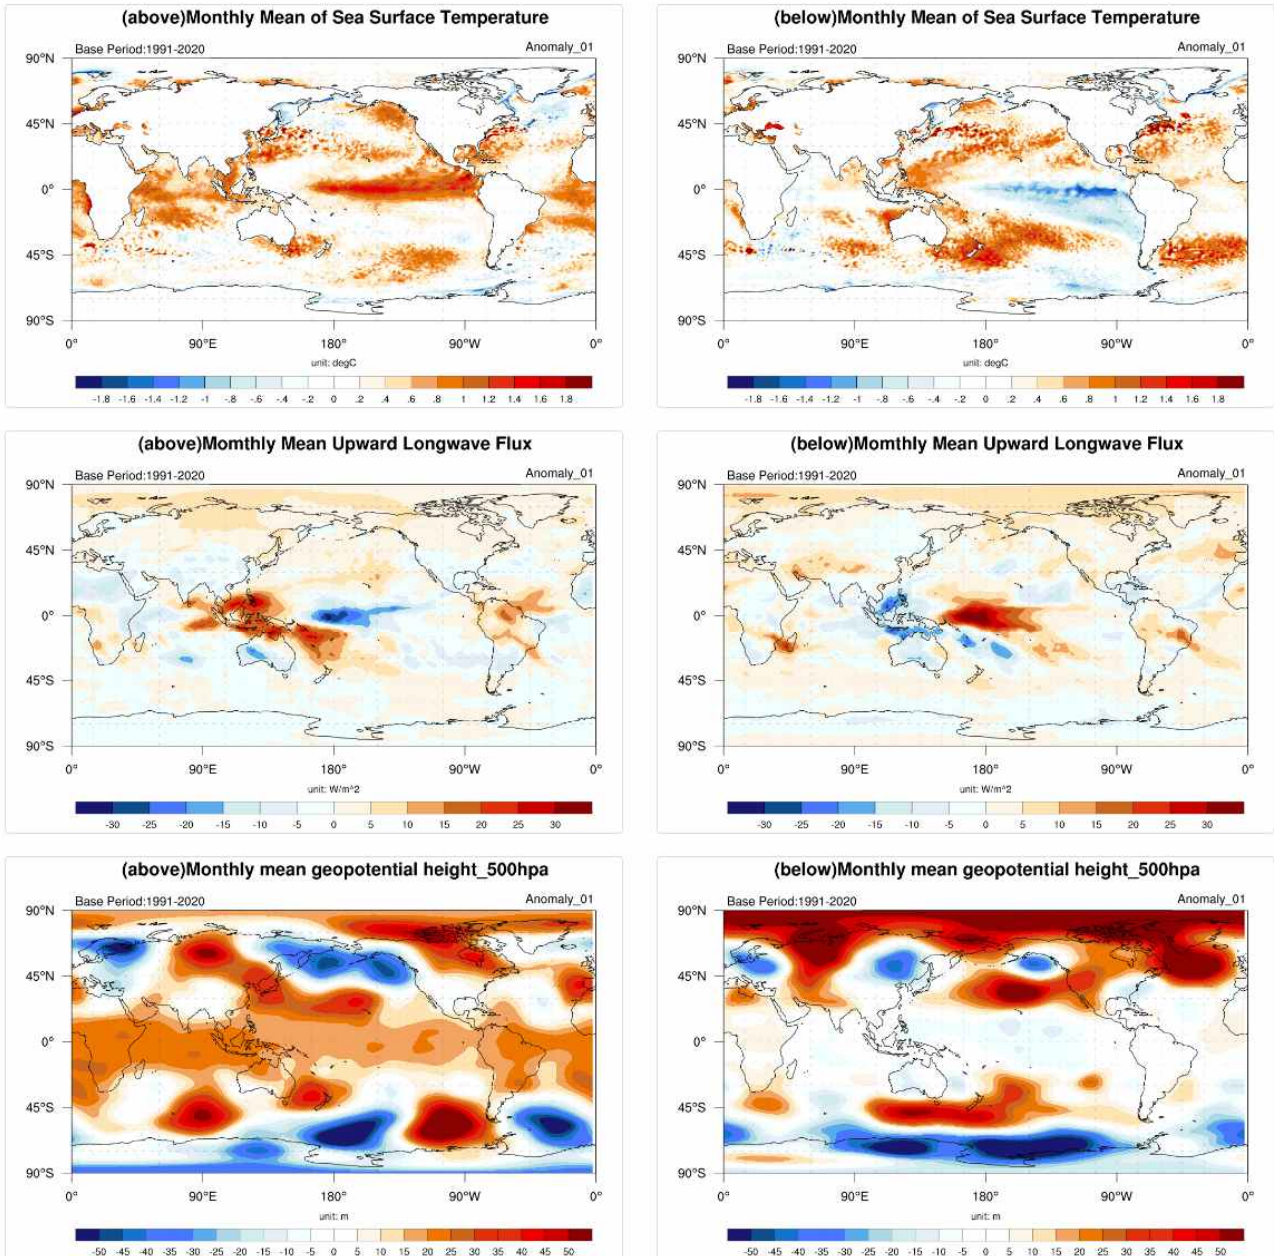 (above)Monthly Mean of Sea Surface Temperature
Base Period:1991-2020 Anomaly_01
90°N
45°N
0°
45°S
90°S
0° 90°E 180° 90°W 0°
unit: degC
-1.8 -1.6 -1.4 -1.2 -1 -.8 -.6 -.4 -.2 0 .2 .4 .6 .8 1 1.2 1.4 1.6 1.8
(below)Monthly Mean of Sea Surface Temperature
Base Period:1991-2020 Anomaly_01
90°N
45°N
0°
45°S
90°S
0° 90°E 180° 90°W 0°
unit: degC
-1.8 -1.6 -1.4 -1.2 -1 -.8 -.6 -.4 -.2 0 .2 .4 .6 .8 1 1.2 1.4 1.6 1.8
(above)Momthly Mean Upward Longwave Flux
Base Period:1991-2020 Anomaly_01
90°N
45°N
0°
45°S
90°S
0° 90°E 180° 90°W 0°
unit: W/m^2
-30 -25 -20 -15 -10 -5 0 5 10 15 20 25 30
(below)Momthly Mean Upward Longwave Flux
Base Period:1991-2020 Anomaly_01
90°N
45°N
0°
45°S
90°S
0° 90°E 180° 90°W 0°
unit: W/m^2
-30 -25 -20 -15 -10 -5 0 5 10 15 20 25 30
(above)Monthly mean geopotential height_500hpa
Base Period:1991-2020 Anomaly_01
90°N
45°N
0°
45°S
90°S
0° 90°E 180° 90°W 0°
unit: m
-50 -45 -40 -35 -30 -25 -20 -15 -10 -5 0 5 10 15 20 25 30 35 40 45 50
(below)Monthly mean geopotential height_500hpa
Base Period:1991-2020 Anomaly_01
90°N
45°N
0°
45°S
90°S
0° 90°E 180° 90°W 0°
unit: m
-50 -45 -40 -35 -30 -25 -20 -15 -10 -5 0 5 10 15 20 25 30 35 40 45 50